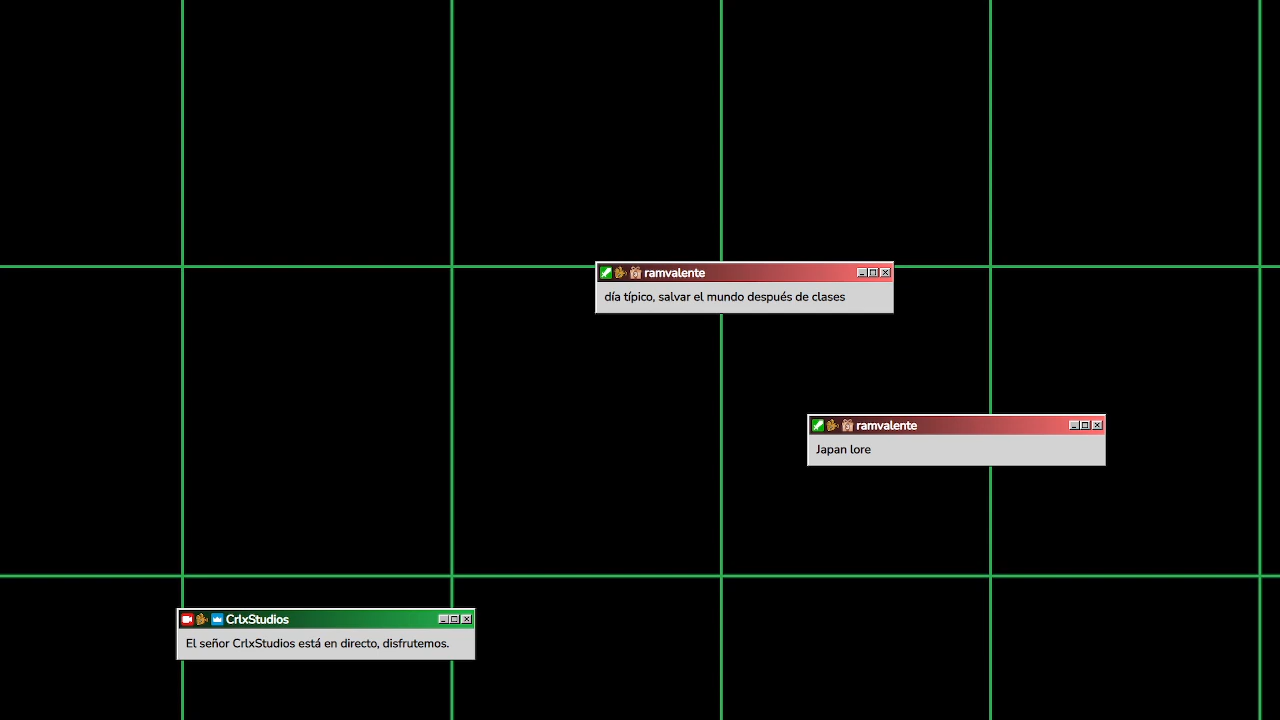 ramvalente
día típico, salvar el mundo después de clases
ramvalente
Japan lore
CrlxStudios
El señor CrlxStudios está en directo, disfrutemos.